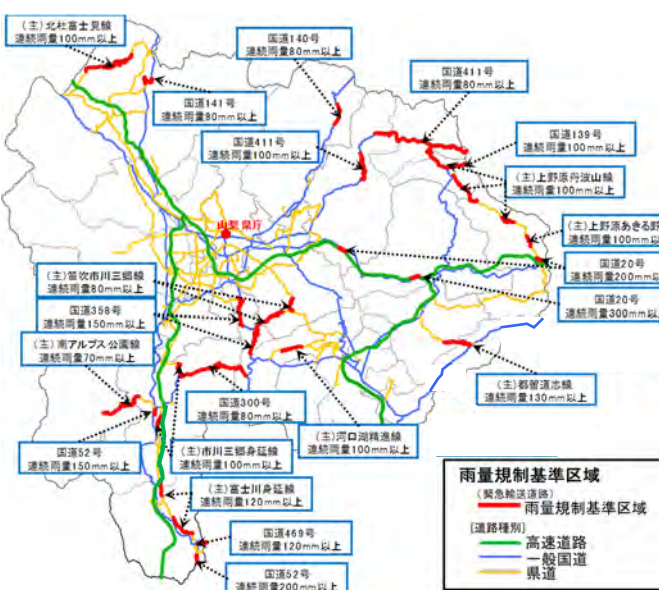 (主)北杜富士見線
連続雨量100mm以上
国道140号
連続雨量80mm以上
国道411号
連続雨量80mm以上
国道141号
連続雨量80mm以上
国道411号
連続雨量100mm以上
国道139号
連続雨量100mm以上
(主)上野原丹波山線
連続雨量100mm以上
山梨県庁
(主)上野原あきる野
連続雨量100mm以
(主)笛吹市川三郷線
連続雨量80mm以上
国道20号
連続雨量200mm以
国道358号
連続雨量150mm以上
国道20号
連続雨量300mm以上
(主)南アルプス公園線
連続雨量70mm以上
(主)都留道志線
連続雨量130mm以上
国道300号
連続雨量80mm以上
(主)河口湖精進線
連続雨量100mm以上
国道52号
連続雨量150mm以上
(主)市川三郷身延線
連続雨量100mm以上
(主)富士川身延線
連続雨量120mm以上
国道469号
連続雨量120mm以上
国道52号
連続雨量200mm以上
雨量規制基準区域
(緊急輸送道路)
雨量規制基準区域
[道路種別]
高速道路
一般国道
県道